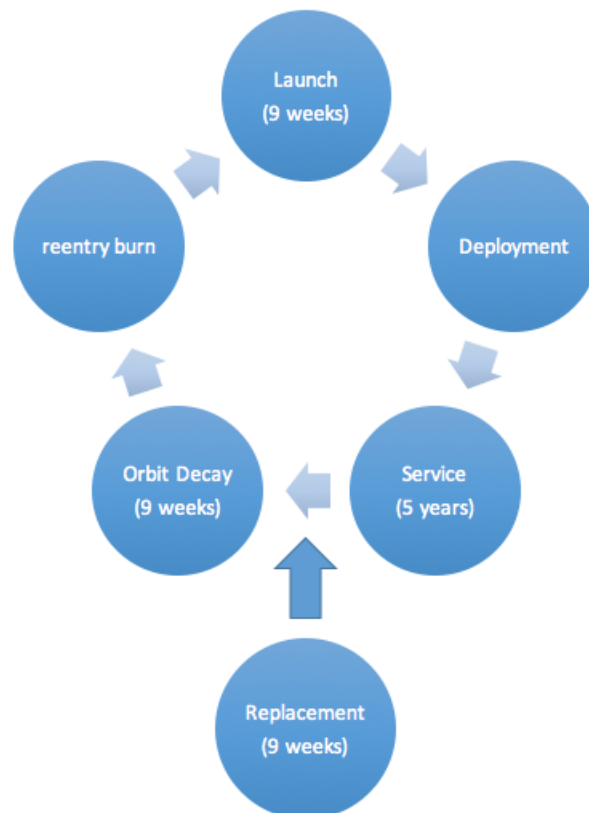 Launch
(9 weeks)
reentry burn
Deployment
Orbit Decay
(9 weeks)
Service
(5 years)
Replacement
(9 weeks)